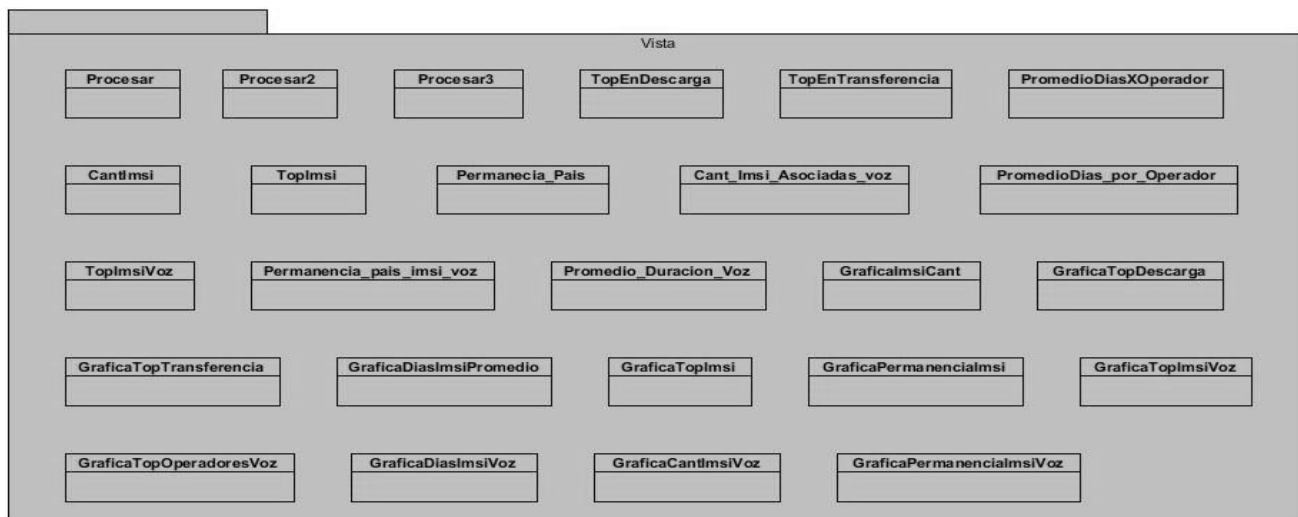 Vista
Procesar Procesar2 Procesar3 TopEnDescarga TopEnTransferencia PromedioDiasXOperador
CantImsi TopImsi Permanecia_Pais Cant_Imsi_Asociadas_voz PromedioDias_por_Operador
TopImsiVoz Permanencia_pais_imsi_voz Promedio_Duracion_Voz GraficaImsiCant GraficaTopDescarga
GraficaTopTransferencia GraficaDiasImsiPromedio GraficaTopImsi GraficaPermanenciaImsi GraficaTopImsiVoz
GraficaTopOperadoresVoz GraficaDiasImsiVoz GraficaCantImsiVoz GraficaPermanenciaImsiVoz